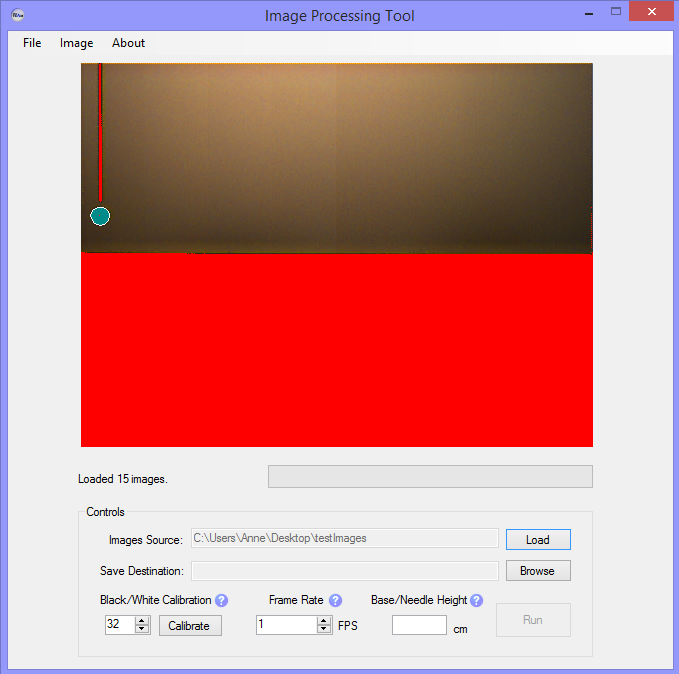 Image Processing Tool
File Image About
Loaded 15 images.
Controls
Images Source: C:\Users\Anne\Desktop\testImages Load
Save Destination: Browse
Black/White Calibration ? Frame Rate ? Base/Needle Height ?
32 Calibrate 1 FPS cm Run